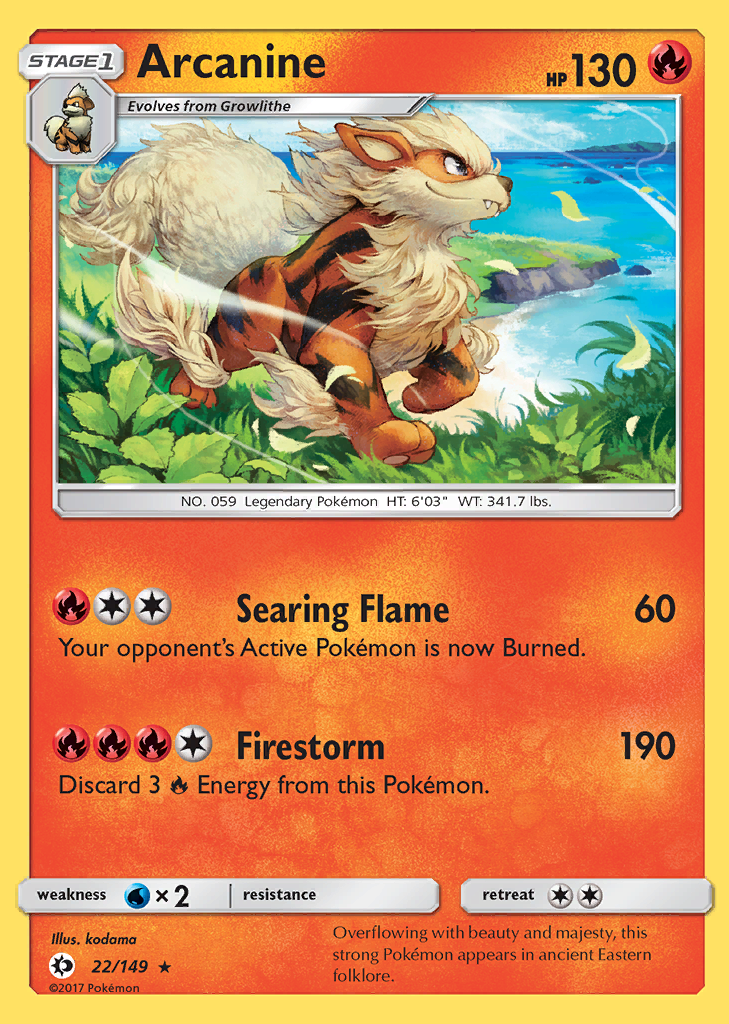 STAGE1
Arcanine
HP 130
Evolves from Growlithe
NO. 059 Legendary Pokémon HT: 6'03" WT: 341.7 lbs.
Searing Flame 60
Your opponent's Active Pokémon is now Burned.
Firestorm 190
Discard 3 Energy from this Pokémon.
weakness × 2 resistance retreat
Illus. kodama
22/149 ★
©2017 Pokémon
Overflowing with beauty and majesty, this
strong Pokémon appears in ancient Eastern
folklore.